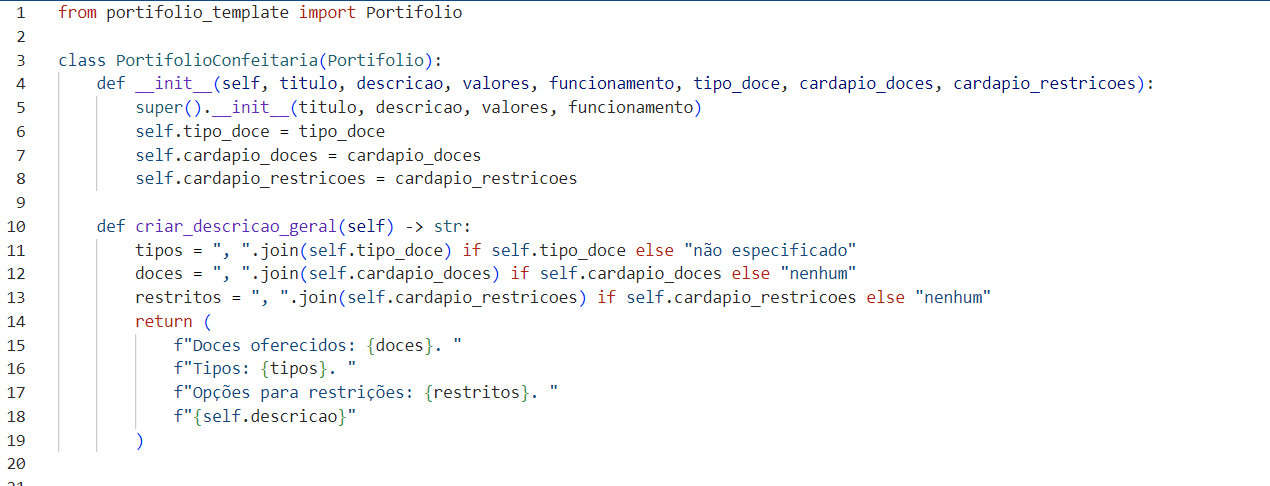 1 from portifolio_template import Portifolio
2
3 class PortifolioConfeitaria(Portifolio):
4 def __init__(self, titulo, descricao, valores, funcionamento, tipo_doce, cardapio_doces, cardapio_restricoes):
5 super().__init__(titulo, descricao, valores, funcionamento)
6 self.tipo_doce = tipo_doce
7 self.cardapio_doces = cardapio_doces
8 self.cardapio_restricoes = cardapio_restricoes
9
10 def criar_descricao_geral(self) -> str:
11 tipos = ", ".join(self.tipo_doce) if self.tipo_doce else "não especificado"
12 doces = ", ".join(self.cardapio_doces) if self.cardapio_doces else "nenhum"
13 restritos = ", ".join(self.cardapio_restricoes) if self.cardapio_restricoes else "nenhum"
14 return (
15 f"Doces oferecidos: {doces}. "
16 f"Tipos: {tipos}. "
17 f"Opções para restrições: {restritos}. "
18 f"{self.descricao}"
19 )
20